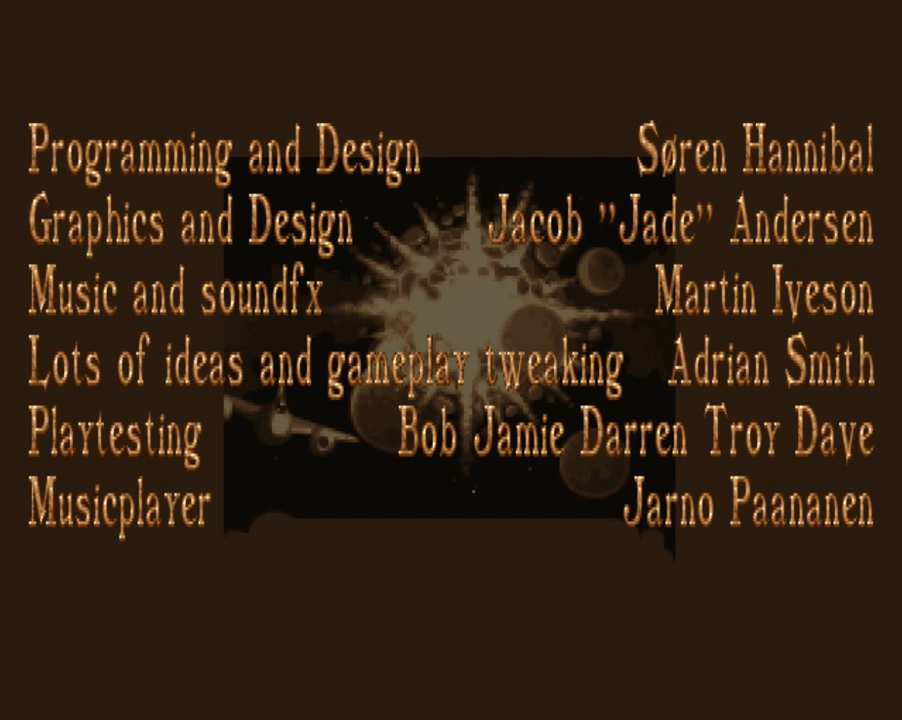 Programming and Design Søren Hannibal
Graphics and Design Jacob "Jade" Andersen
Music and soundfx Martin Iveson
Lots of ideas and gameplay tweaking Adrian Smith
Playtesting Bob Jamie Darren Troy Dave
Musicplayer Jarno Paananen